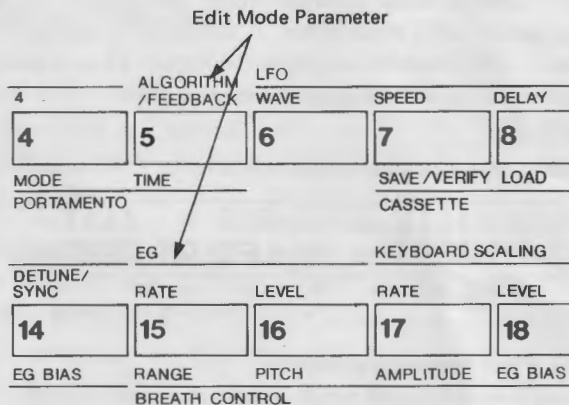 Edit Mode Parameter
4
ALGORITHM
/FEEDBACK
LFO
WAVE SPEED DELAY
4 5 6 7 8
MODE TIME SAVE/VERIFY LOAD
PORTAMENTO CASSETTE
EG KEYBOARD SCALING
DETUNE/
SYNC
RATE LEVEL RATE LEVEL
14 15 16 17 18
EG BIAS RANGE PITCH AMPLITUDE EG BIAS
BREATH CONTROL